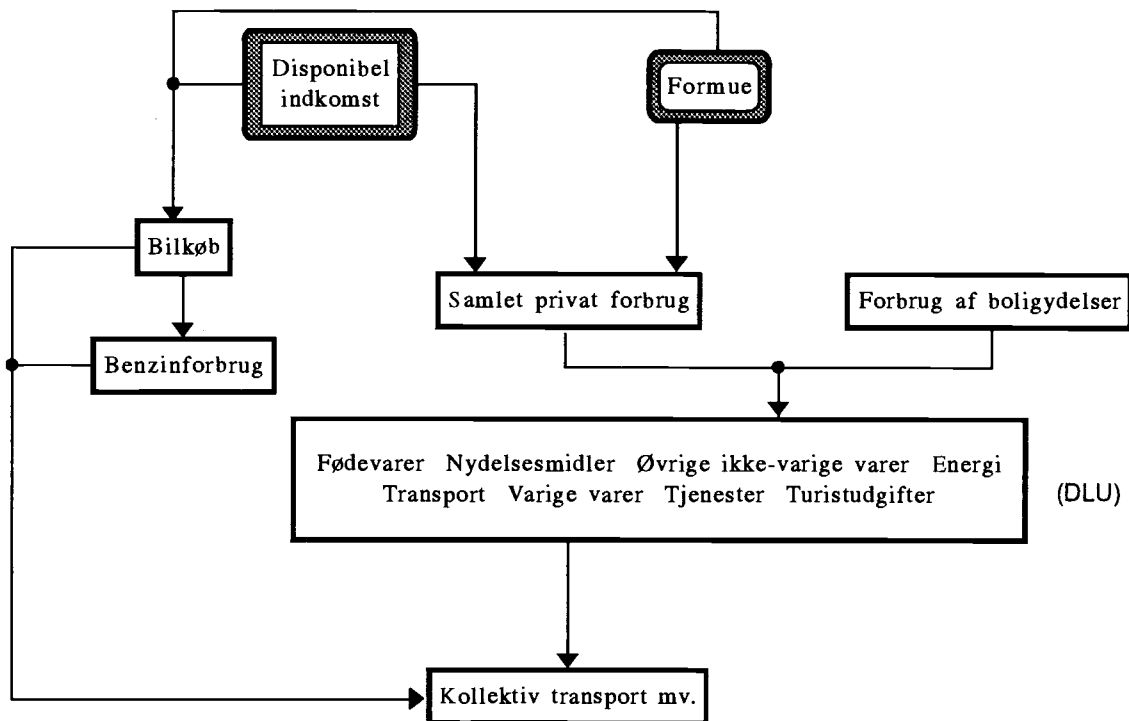 Disponibel
indkomst
Formue
Bilkøb
Samlet privat forbrug
Forbrug af boligydelser
Benzinforbrug
Fødevarer Nydelsesmidler Øvrige ikke-varige varer Energi
Transport Varige varer Tjenester Turistudgifter
(DLU)
Kollektiv transport mv.